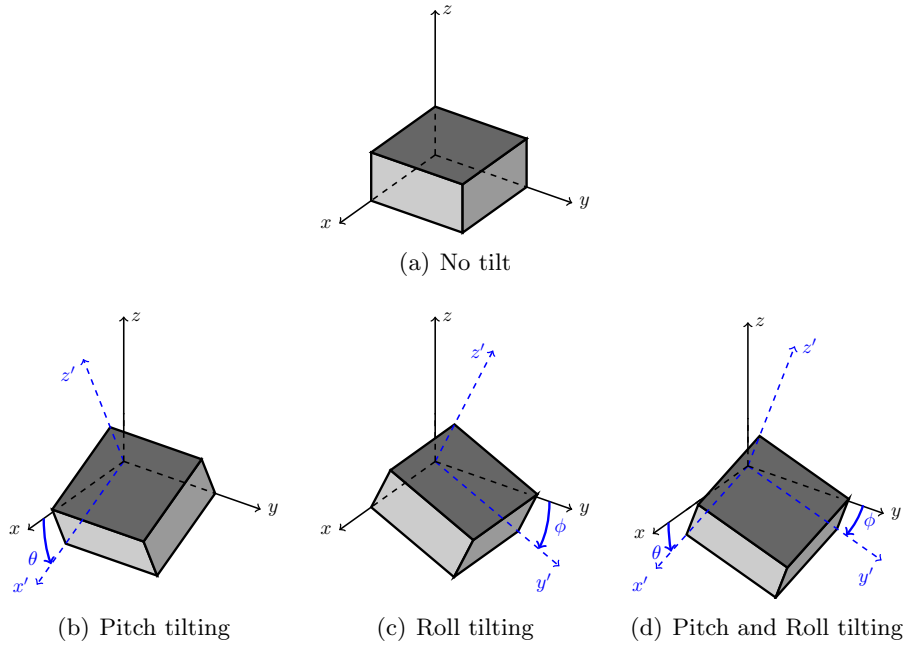 z
x
y
(a) No tilt
z
z′
x
y
θ
x′
(b) Pitch tilting
z
z′
x
y
ϕ
y′
(c) Roll tilting
z
z′
x
y
θ
ϕ
x′
y′
(d) Pitch and Roll tilting